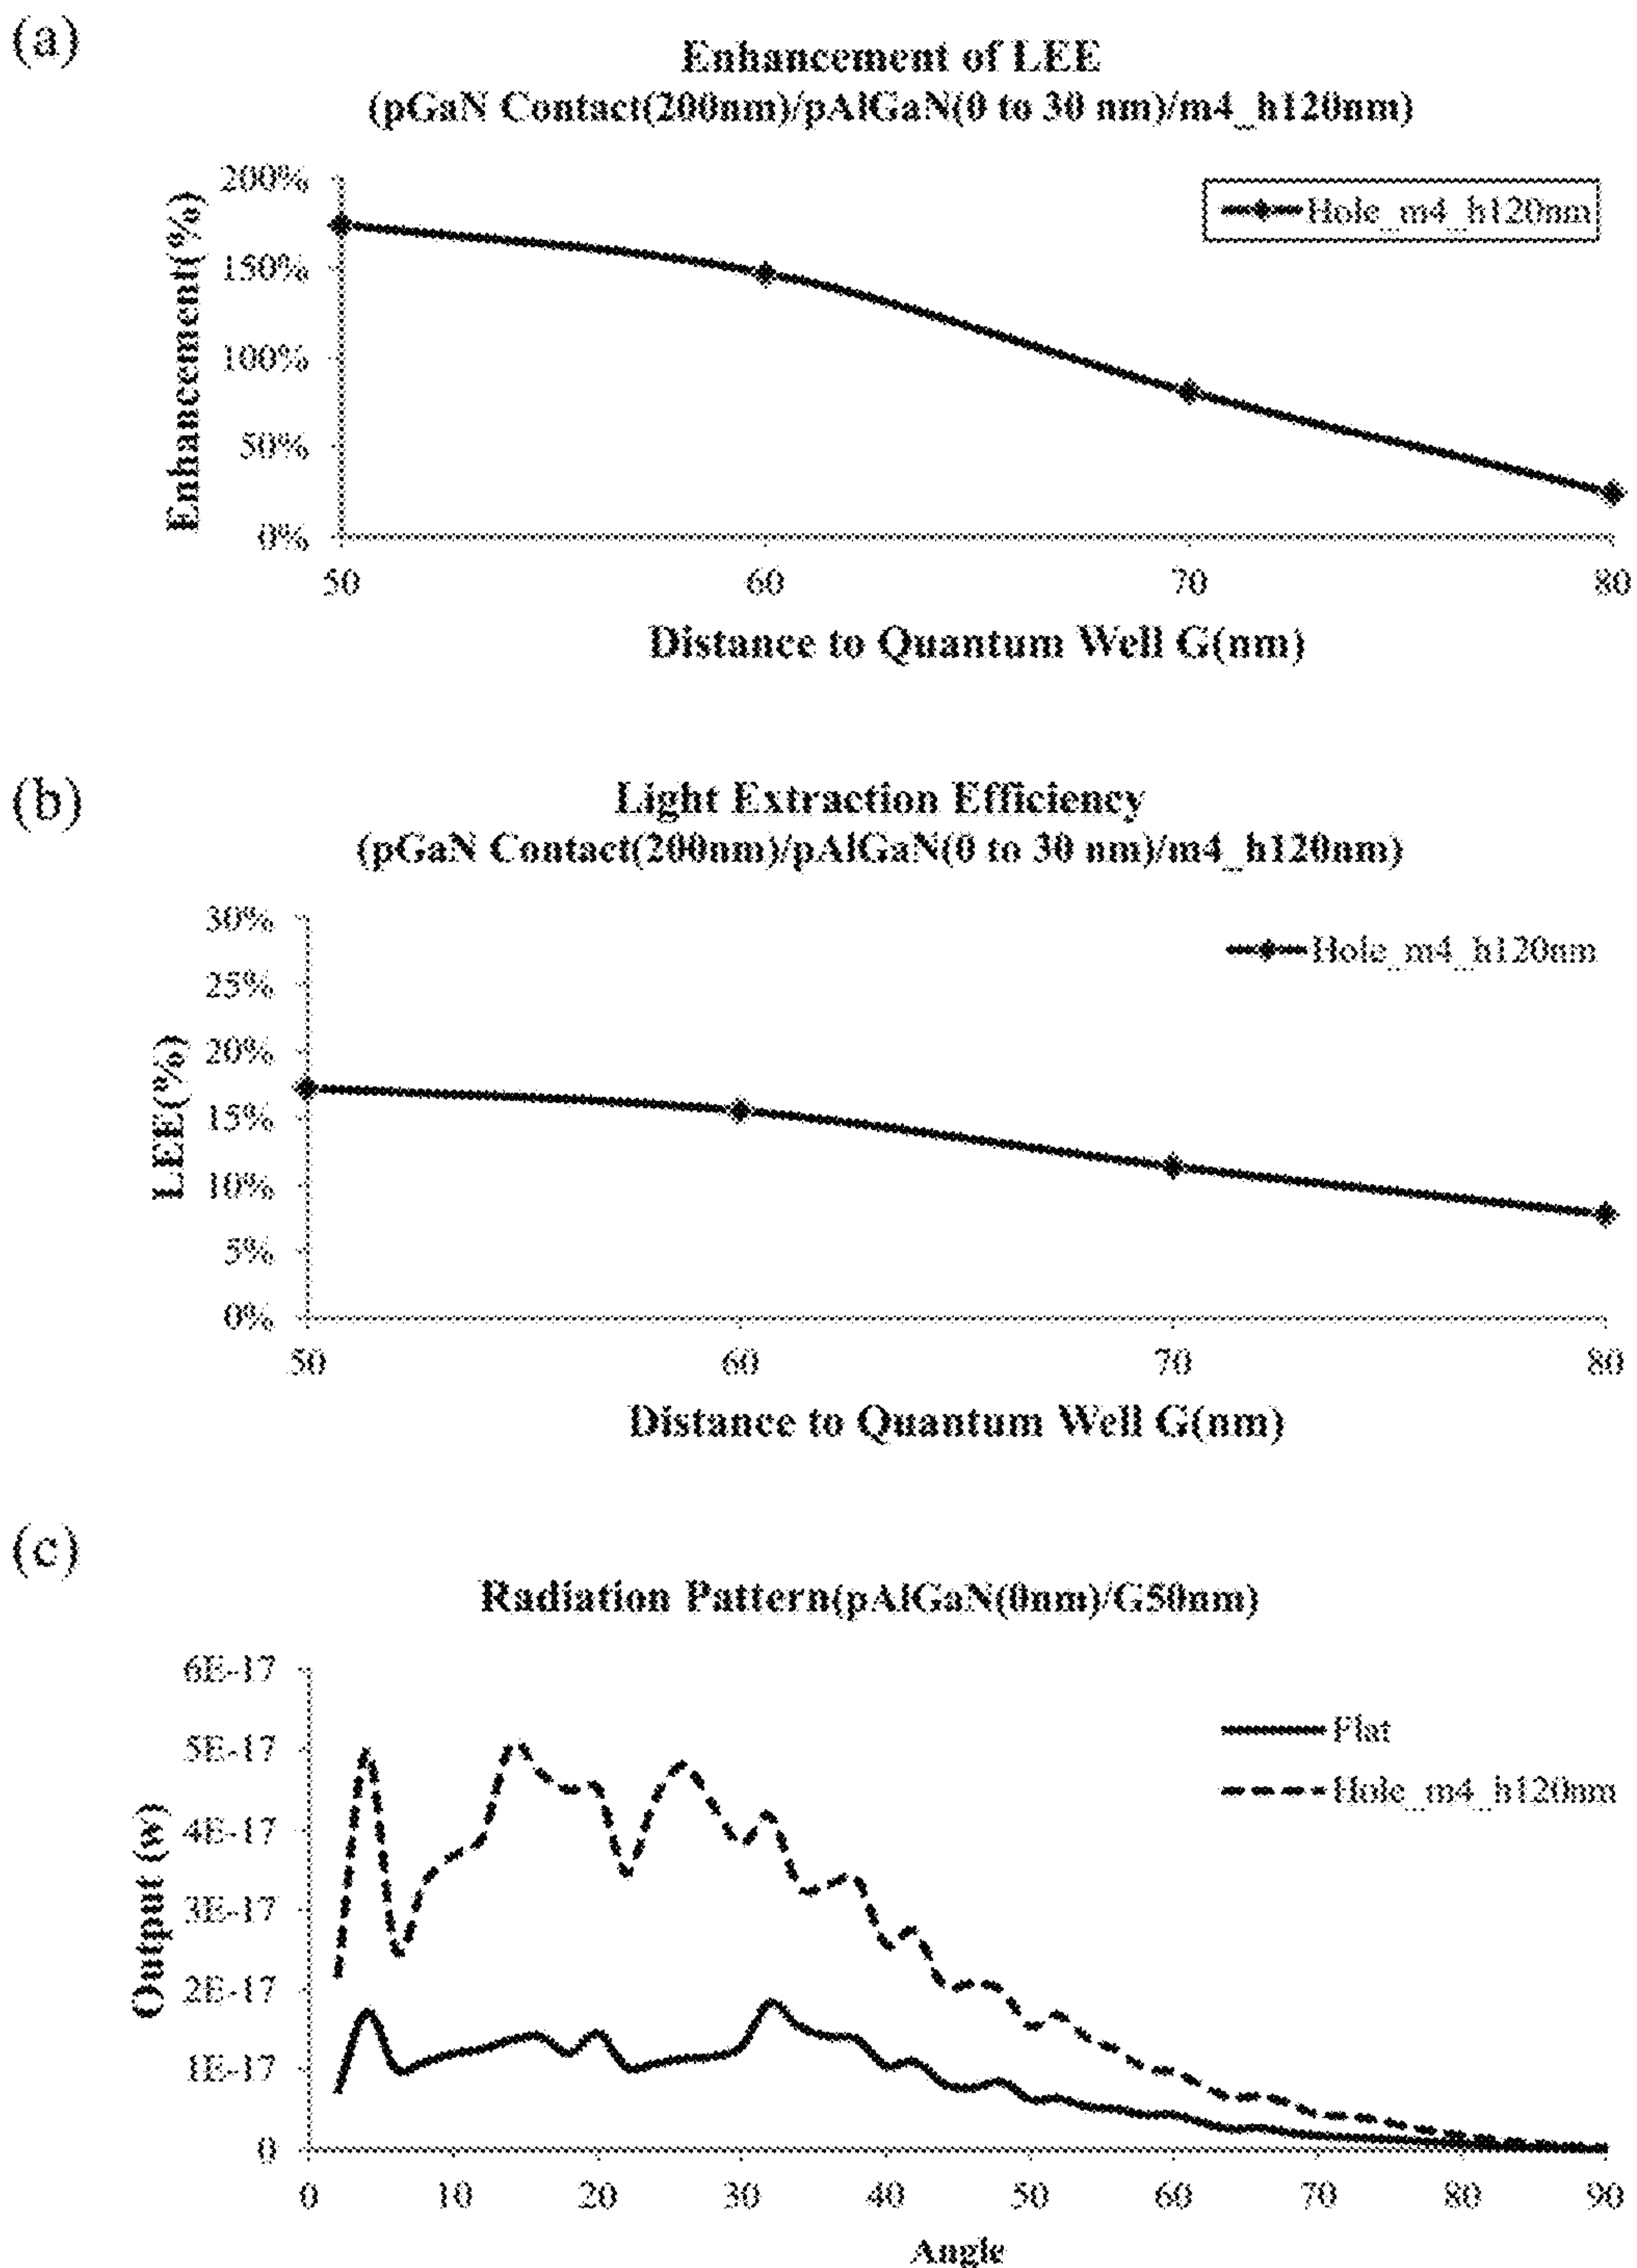 (a)
Enhancement of LEE
(pGaN Contact(200nm)/pAlGaN(0 to 30 nm)/m4_h120nm)
Enhancement(%)
200%
150%
100%
50%
0%
Hole_m4_h120nm
50 60 70 80
Distance to Quantum Well G(nm)
(b)
Light Extraction Efficiency
(pGaN Contact(200nm)/pAlGaN(0 to 30 nm)/m4_h120nm)
LEE(%)
30%
25%
20%
15%
10%
5%
0%
Hole_m4_h120nm
50 60 70 80
Distance to Quantum Well G(nm)
(c)
Radiation Pattern(pAlGaN(0nm)/G50nm)
Output (w)
6E-17
5E-17
4E-17
3E-17
2E-17
1E-17
0
Flat
Hole_m4_h120nm
0 10 20 30 40 50 60 70 80 90
Angle